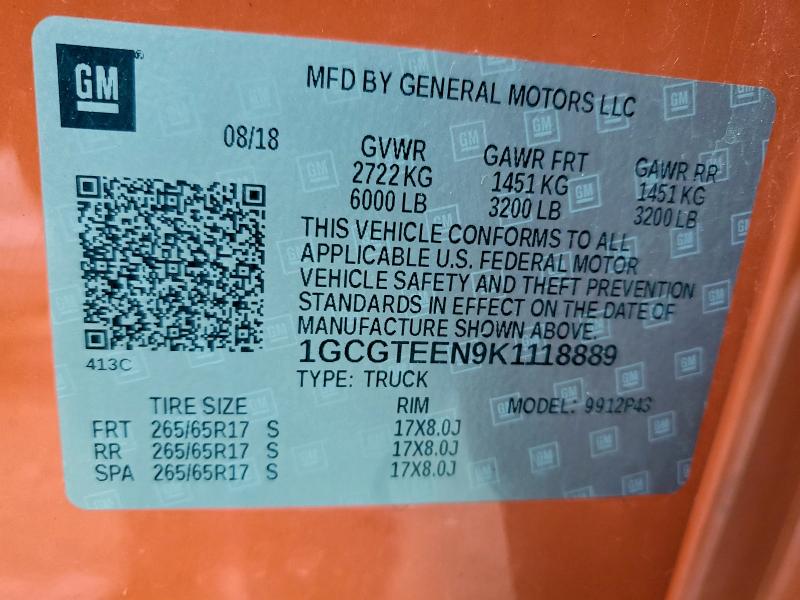 GM
MFD BY GENERAL MOTORS LLC
08/18
GVWR GAWR FRT GAWR RR
2722 KG 1451 KG 1451 KG
6000 LB 3200 LB 3200 LB
THIS VEHICLE CONFORMS TO ALL
APPLICABLE U.S. FEDERAL MOTOR
VEHICLE SAFETY AND THEFT PREVENTION
STANDARDS IN EFFECT ON THE DATE OF
MANUFACTURE SHOWN ABOVE.
1GCGTEEN9K1118889
413C
TYPE: TRUCK
TIRE SIZE RIM MODEL: 9912P43
FRT 265/65R17 S 17X8.0J
RR 265/65R17 S 17X8.0J
SPA 265/65R17 S 17X8.0J